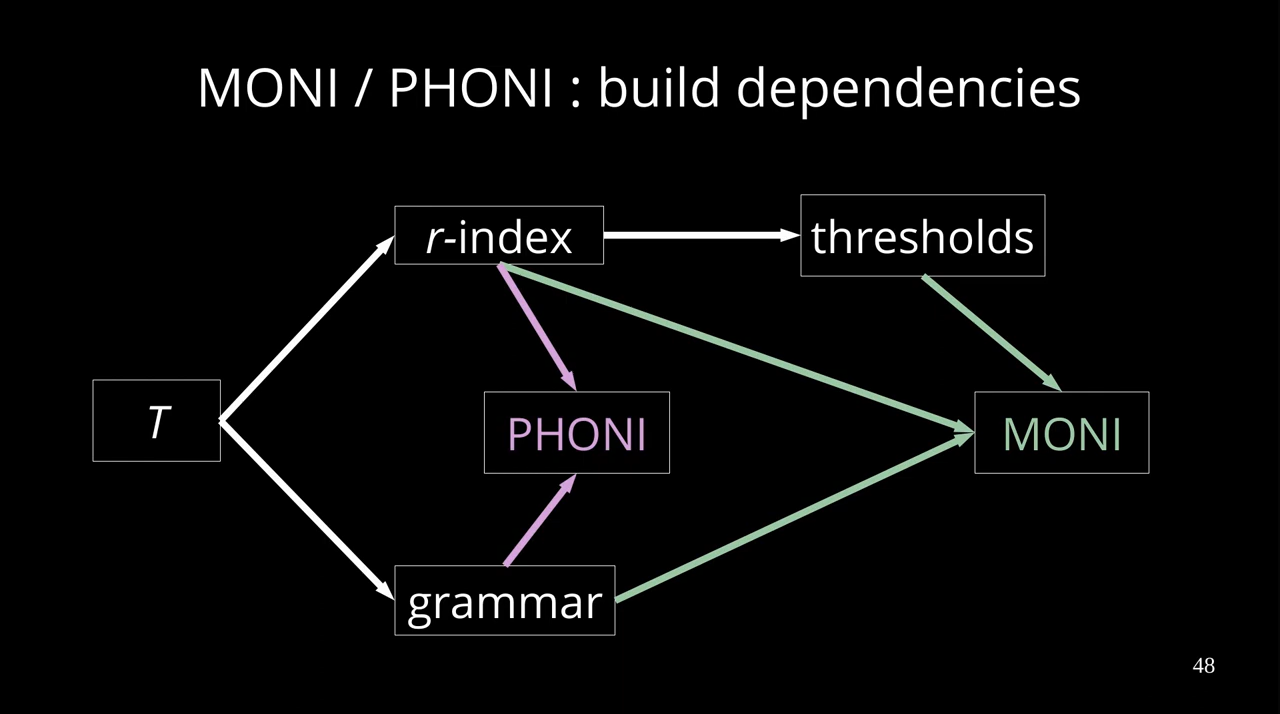 MONI / PHONI : build dependencies
r-index
thresholds
T
PHONI
MONI
grammar
48